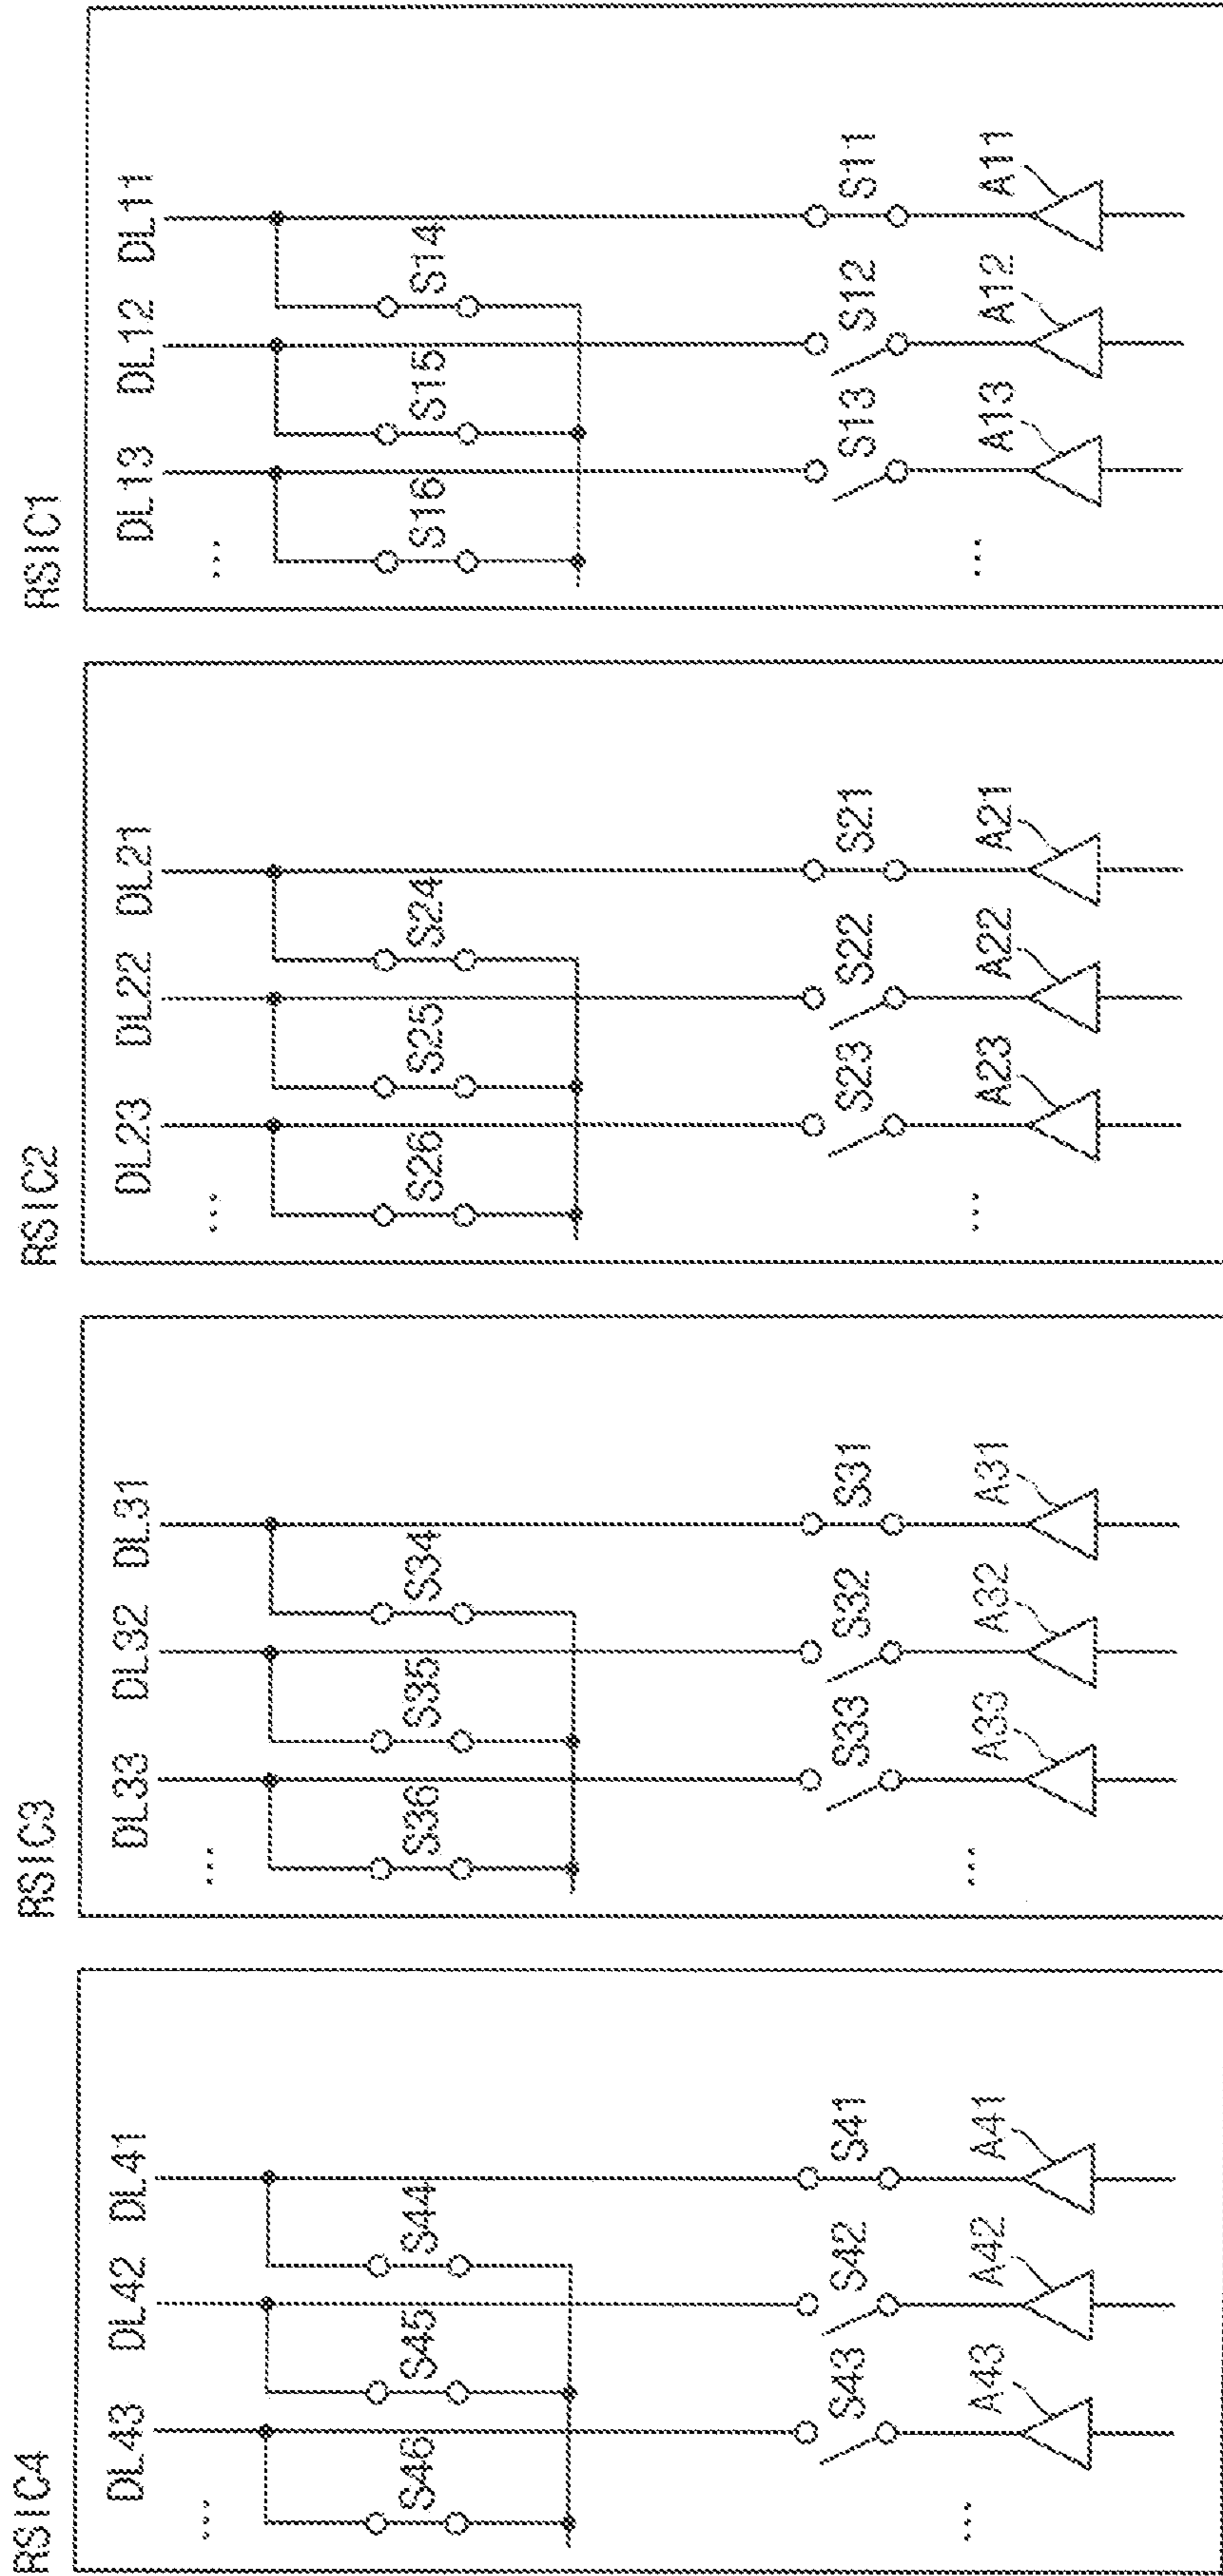 RSIC4
DL43 DL42 DL41
...
S46 S45 S44
S43 S42 S41
... A43 A42 A41
RSIC3
DL33 DL32 DL31
...
S36 S35 S34
S33 S32 S31
... A33 A32 A31
RSIC2
DL23 DL22 DL21
...
S26 S25 S24
S23 S22 S21
... A23 A22 A21
RSIC1
DL13 DL12 DL11
...
S16 S15 S14
S13 S12 S11
... A13 A12 A11